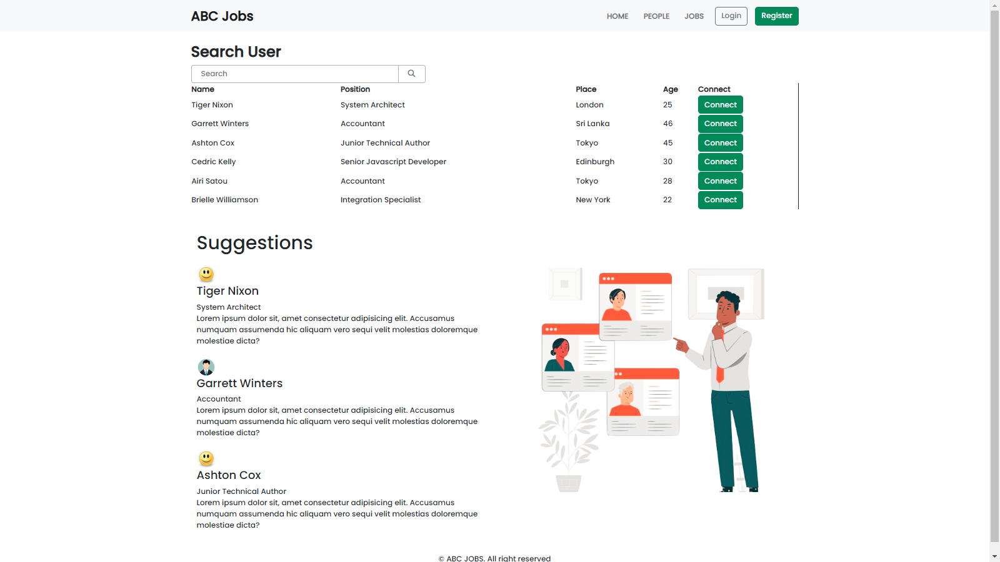 ABC Jobs HOME PEOPLE JOBS Login Register
Search User
Search
Name Position Place Age Connect
Tiger Nixon System Architect London 25 Connect
Garrett Winters Accountant Sri Lanka 46 Connect
Ashton Cox Junior Technical Author Tokyo 45 Connect
Cedric Kelly Senior Javascript Developer Edinburgh 30 Connect
Airi Satou Accountant Tokyo 28 Connect
Brielle Williamson Integration Specialist New York 22 Connect
Suggestions
Tiger Nixon
System Architect
Lorem ipsum dolor sit, amet consectetur adipisicing elit. Accusamus
numquam assumenda hic aliquam vero sequi velit molestias doloremque
molestiae dicta?
Garrett Winters
Accountant
Lorem ipsum dolor sit, amet consectetur adipisicing elit. Accusamus
numquam assumenda hic aliquam vero sequi velit molestias doloremque
molestiae dicta?
Ashton Cox
Junior Technical Author
Lorem ipsum dolor sit, amet consectetur adipisicing elit. Accusamus
numquam assumenda hic aliquam vero sequi velit molestias doloremque
molestiae dicta?
© ABC JOBS. All right reserved